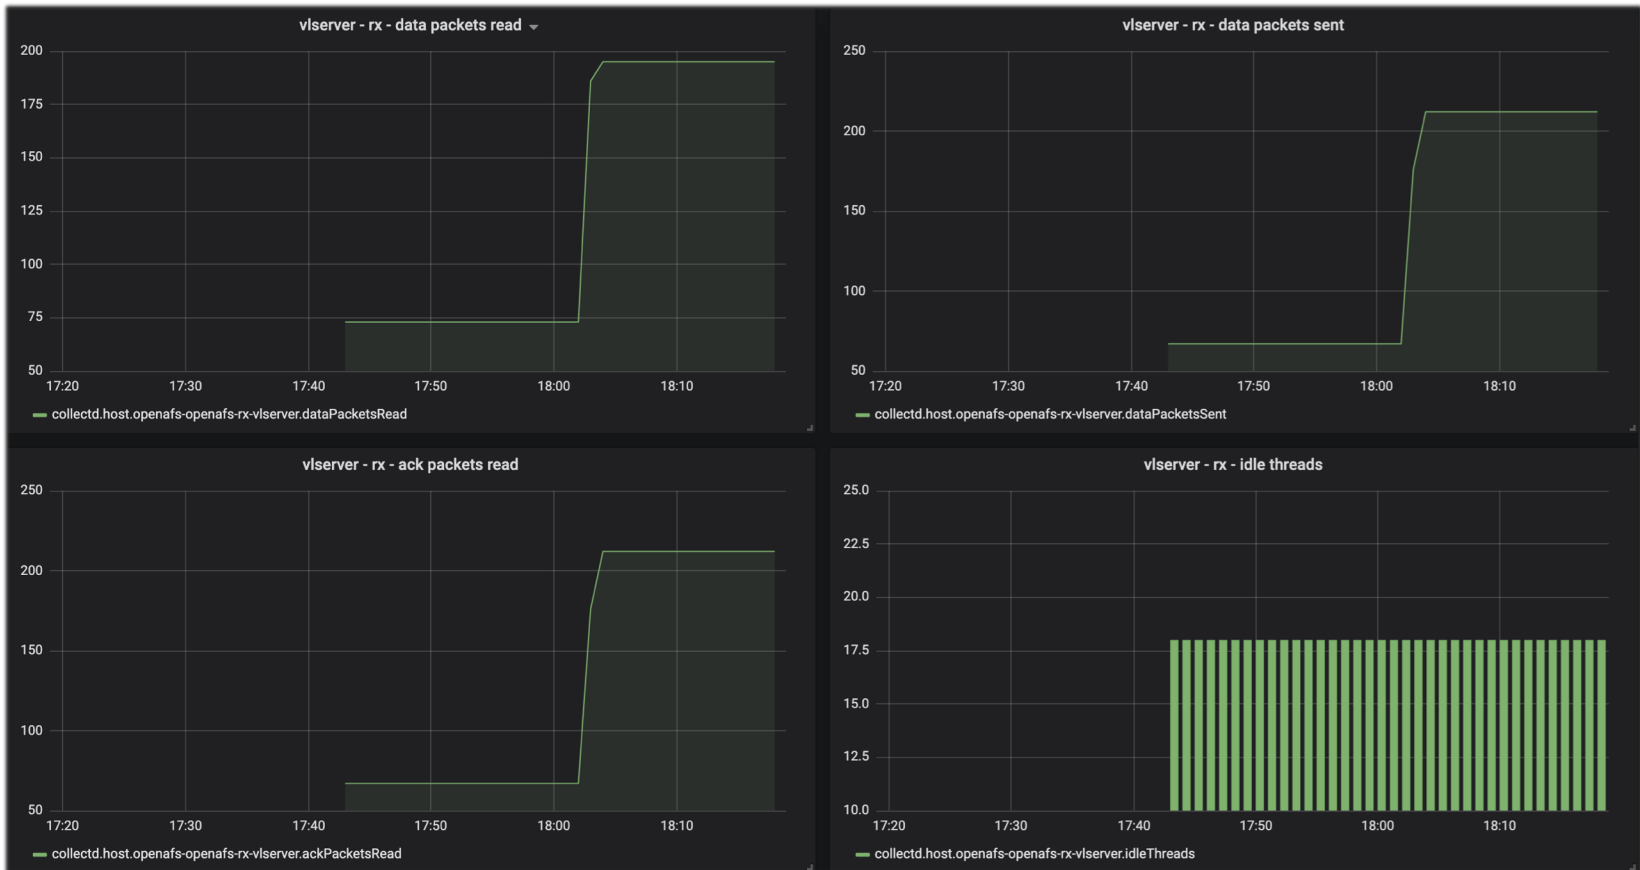 vlserver - rx - data packets read
200
175
150
125
100
75
50
17:20 17:30 17:40 17:50 18:00 18:10
collectd.host.openafs-openafs-rx-vlserver.dataPacketsRead
vlserver - rx - data packets sent
250
200
150
100
50
17:20 17:30 17:40 17:50 18:00 18:10
collectd.host.openafs-openafs-rx-vlserver.dataPacketsSent
vlserver - rx - ack packets read
250
200
150
100
50
17:20 17:30 17:40 17:50 18:00 18:10
collectd.host.openafs-openafs-rx-vlserver.ackPacketsRead
vlserver - rx - idle threads
25.0
22.5
20.0
17.5
15.0
12.5
10.0
17:20 17:30 17:40 17:50 18:00 18:10
collectd.host.openafs-openafs-rx-vlserver.idleThreads